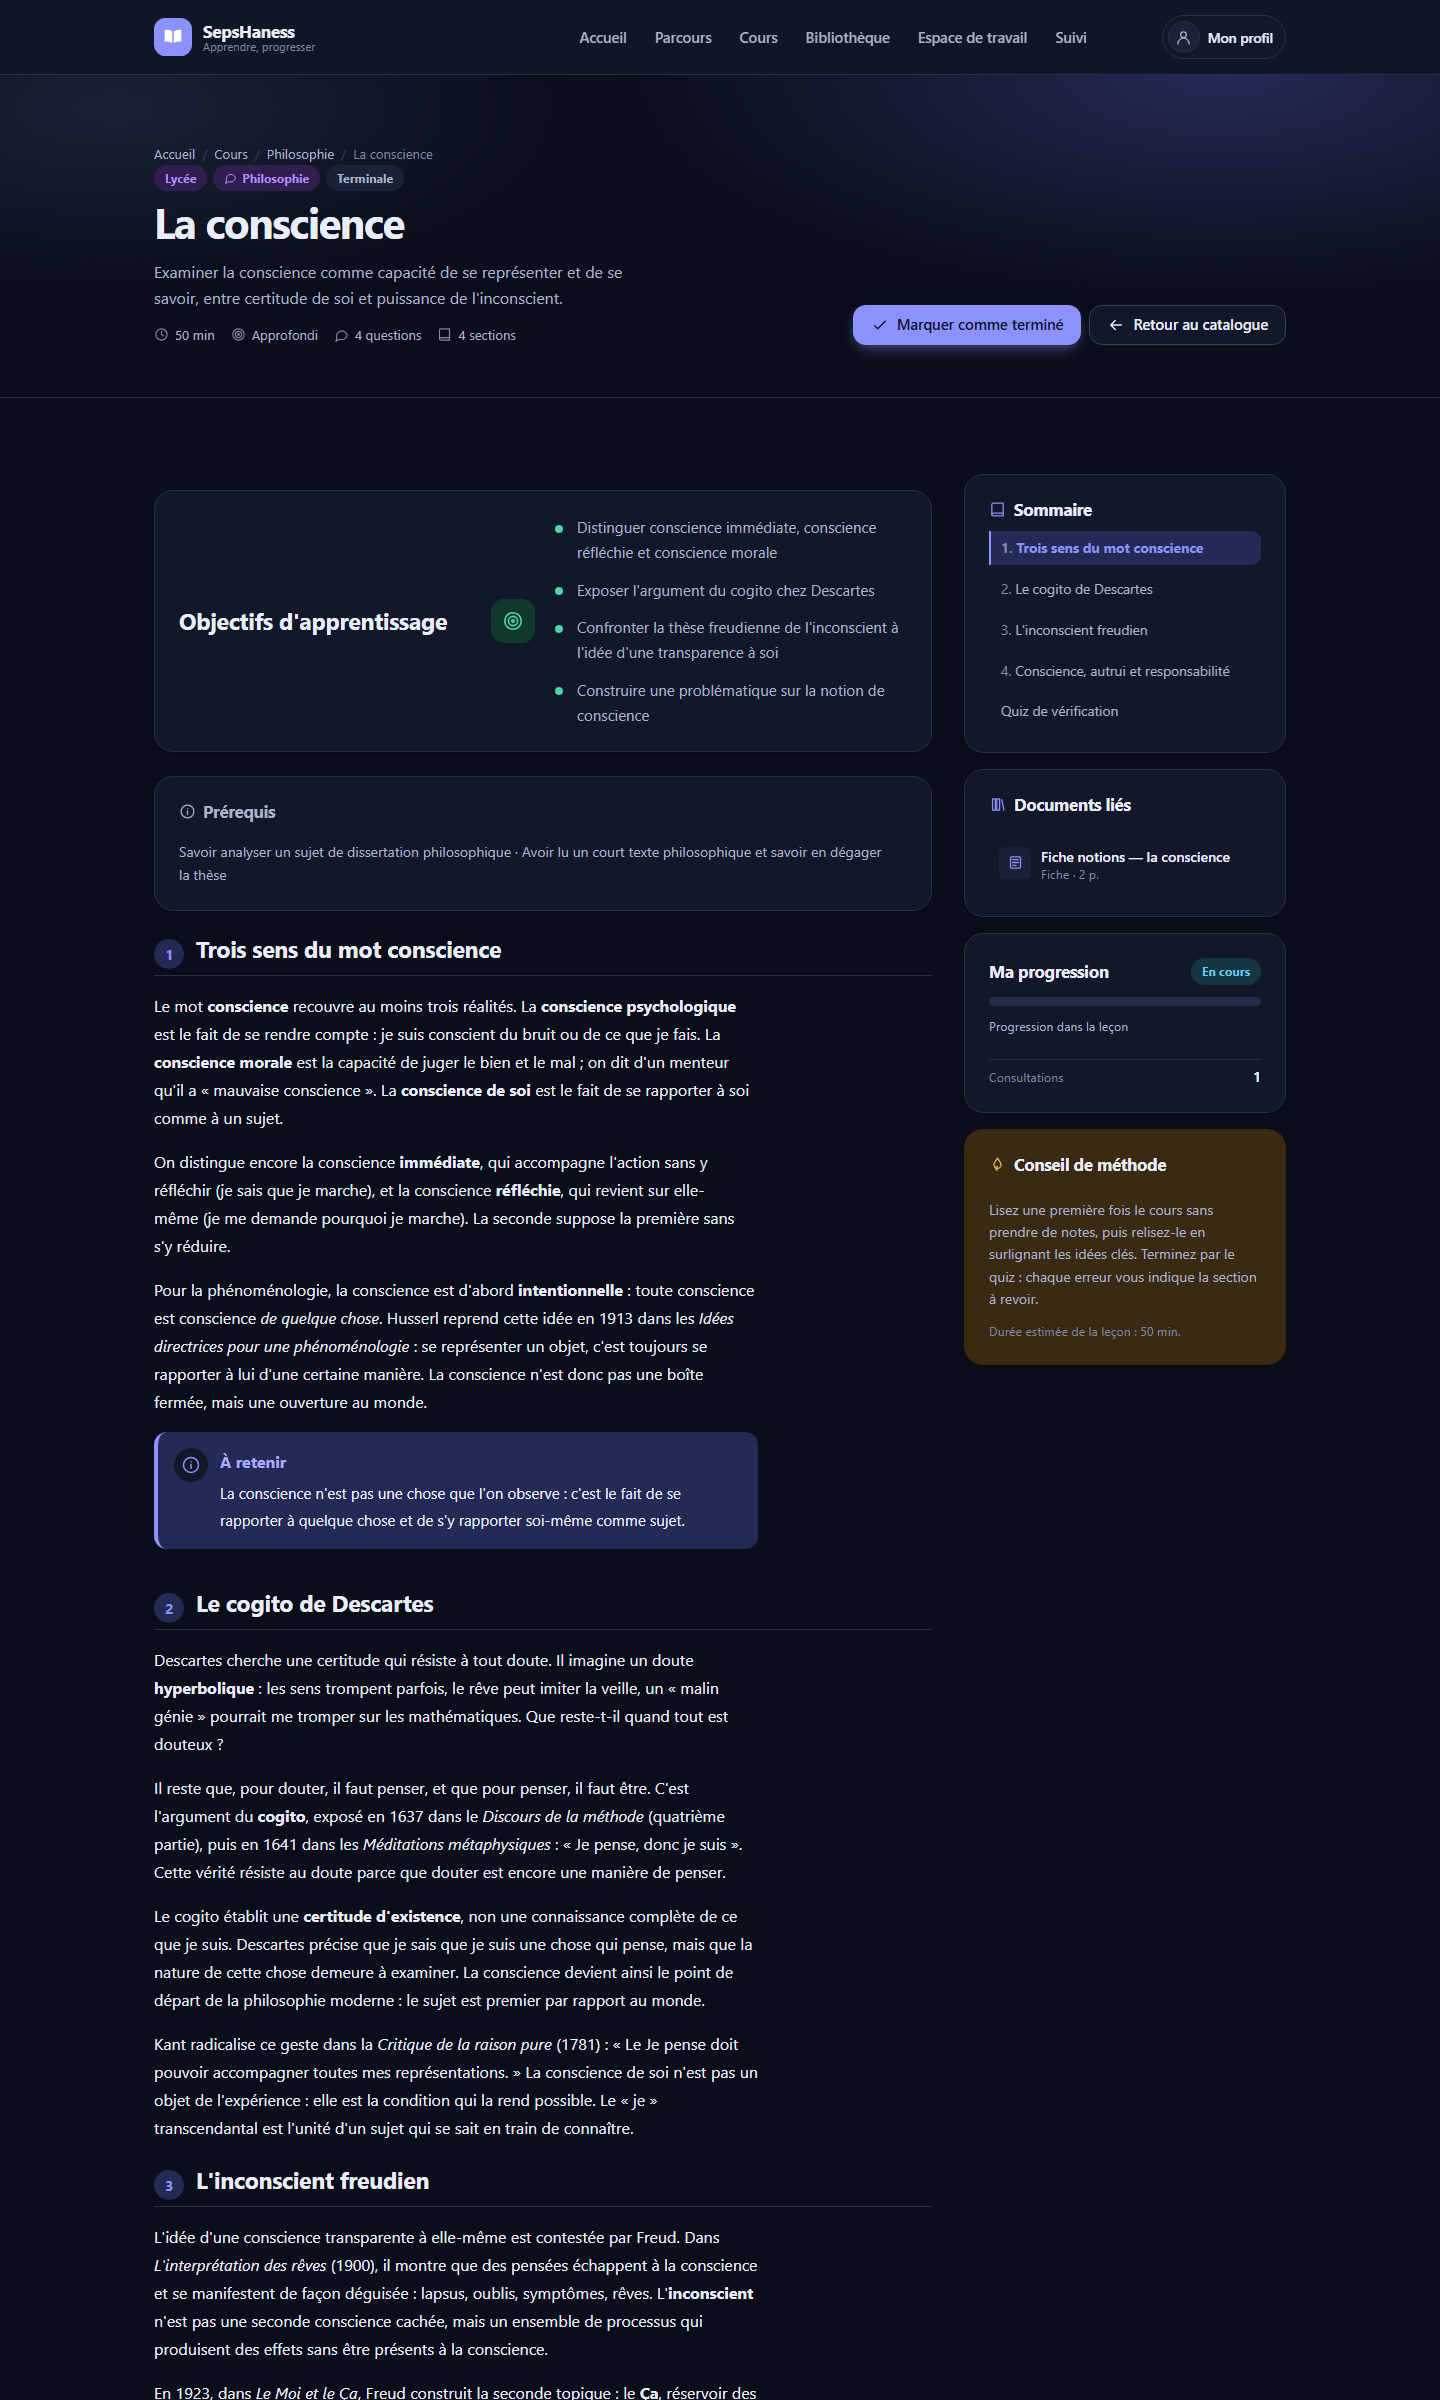 SepsHaness
Apprendre, progresser
Accueil
Parcours
Cours
Bibliothèque
Espace de travail
Suivi
Mon profil
Accueil / Cours / Philosophie / La conscience
Lycée
Philosophie
Terminale
La conscience
Examiner la conscience comme capacité de se représenter et de se
savoir, entre certitude de soi et puissance de l'inconscient.
50 min
Approfondi
4 questions
4 sections
Marquer comme terminé
Retour au catalogue
Objectifs d'apprentissage
Distinguer conscience immédiate, conscience
réfléchie et conscience morale
Exposer l'argument du cogito chez Descartes
Confronter la thèse freudienne de l'inconscient à
l'idée d'une transparence à soi
Construire une problématique sur la notion de
conscience
Prérequis
Savoir analyser un sujet de dissertation philosophique · Avoir lu un court texte philosophique et savoir en dégager
la thèse
1 Trois sens du mot conscience
Le mot conscience recouvre au moins trois réalités. La conscience psychologique
est le fait de se rendre compte : je suis conscient du bruit ou de ce que je fais. La
conscience morale est la capacité de juger le bien et le mal ; on dit d'un menteur
qu'il a « mauvaise conscience ». La conscience de soi est le fait de se rapporter à soi
comme à un sujet.
On distingue encore la conscience immédiate, qui accompagne l'action sans y
réfléchir (je sais que je marche), et la conscience réfléchie, qui revient sur elle-
même (je me demande pourquoi je marche). La seconde suppose la première sans
s'y réduire.
Pour la phénoménologie, la conscience est d'abord intentionnelle : toute conscience
est conscience de quelque chose. Husserl reprend cette idée en 1913 dans les Idées
directrices pour une phénoménologie : se représenter un objet, c'est toujours se
rapporter à lui d'une certaine manière. La conscience n'est donc pas une boîte
fermée, mais une ouverture au monde.
À retenir
La conscience n'est pas une chose que l'on observe : c'est le fait de se
rapporter à quelque chose et de s'y rapporter soi-même comme sujet.
2 Le cogito de Descartes
Descartes cherche une certitude qui résiste à tout doute. Il imagine un doute
hyperbolique : les sens trompent parfois, le rêve peut imiter la veille, un « malin
génie » pourrait me tromper sur les mathématiques. Que reste-t-il quand tout est
douteux ?
Il reste que, pour douter, il faut penser, et que pour penser, il faut être. C'est
l'argument du cogito, exposé en 1637 dans le Discours de la méthode (quatrième
partie), puis en 1641 dans les Méditations métaphysiques : « Je pense, donc je suis ».
Cette vérité résiste au doute parce que douter est encore une manière de penser.
Le cogito établit une certitude d'existence, non une connaissance complète de ce
que je suis. Descartes précise que je sais que je suis une chose qui pense, mais que la
nature de cette chose demeure à examiner. La conscience devient ainsi le point de
départ de la philosophie moderne : le sujet est premier par rapport au monde.
Kant radicalise ce geste dans la Critique de la raison pure (1781) : « Le Je pense doit
pouvoir accompagner toutes mes représentations. » La conscience de soi n'est pas un
objet de l'expérience : elle est la condition qui la rend possible. Le « je »
transcendantal est l'unité d'un sujet qui se sait en train de connaître.
3 L'inconscient freudien
L'idée d'une conscience transparente à elle-même est contestée par Freud. Dans
L'interprétation des rêves (1900), il montre que des pensées échappent à la conscience
et se manifestent de façon déguisée : lapsus, oublis, symptômes, rêves. L'inconscient
n'est pas une seconde conscience cachée, mais un ensemble de processus qui
produisent des effets sans être présents à la conscience.
En 1923, dans Le Moi et le Ça, Freud construit la seconde topique : le Ça, réservoir des
Sommaire
1. Trois sens du mot conscience
2. Le cogito de Descartes
3. L'inconscient freudien
4. Conscience, autrui et responsabilité
Quiz de vérification
Documents liés
Fiche notions — la conscience
Fiche · 2 p.
Ma progression
En cours
Progression dans la leçon
Consultations 1
Conseil de méthode
Lisez une première fois le cours sans
prendre de notes, puis relisez-le en
surlignant les idées clés. Terminez par le
quiz : chaque erreur vous indique la section
à revoir.
Durée estimée de la leçon : 50 min.